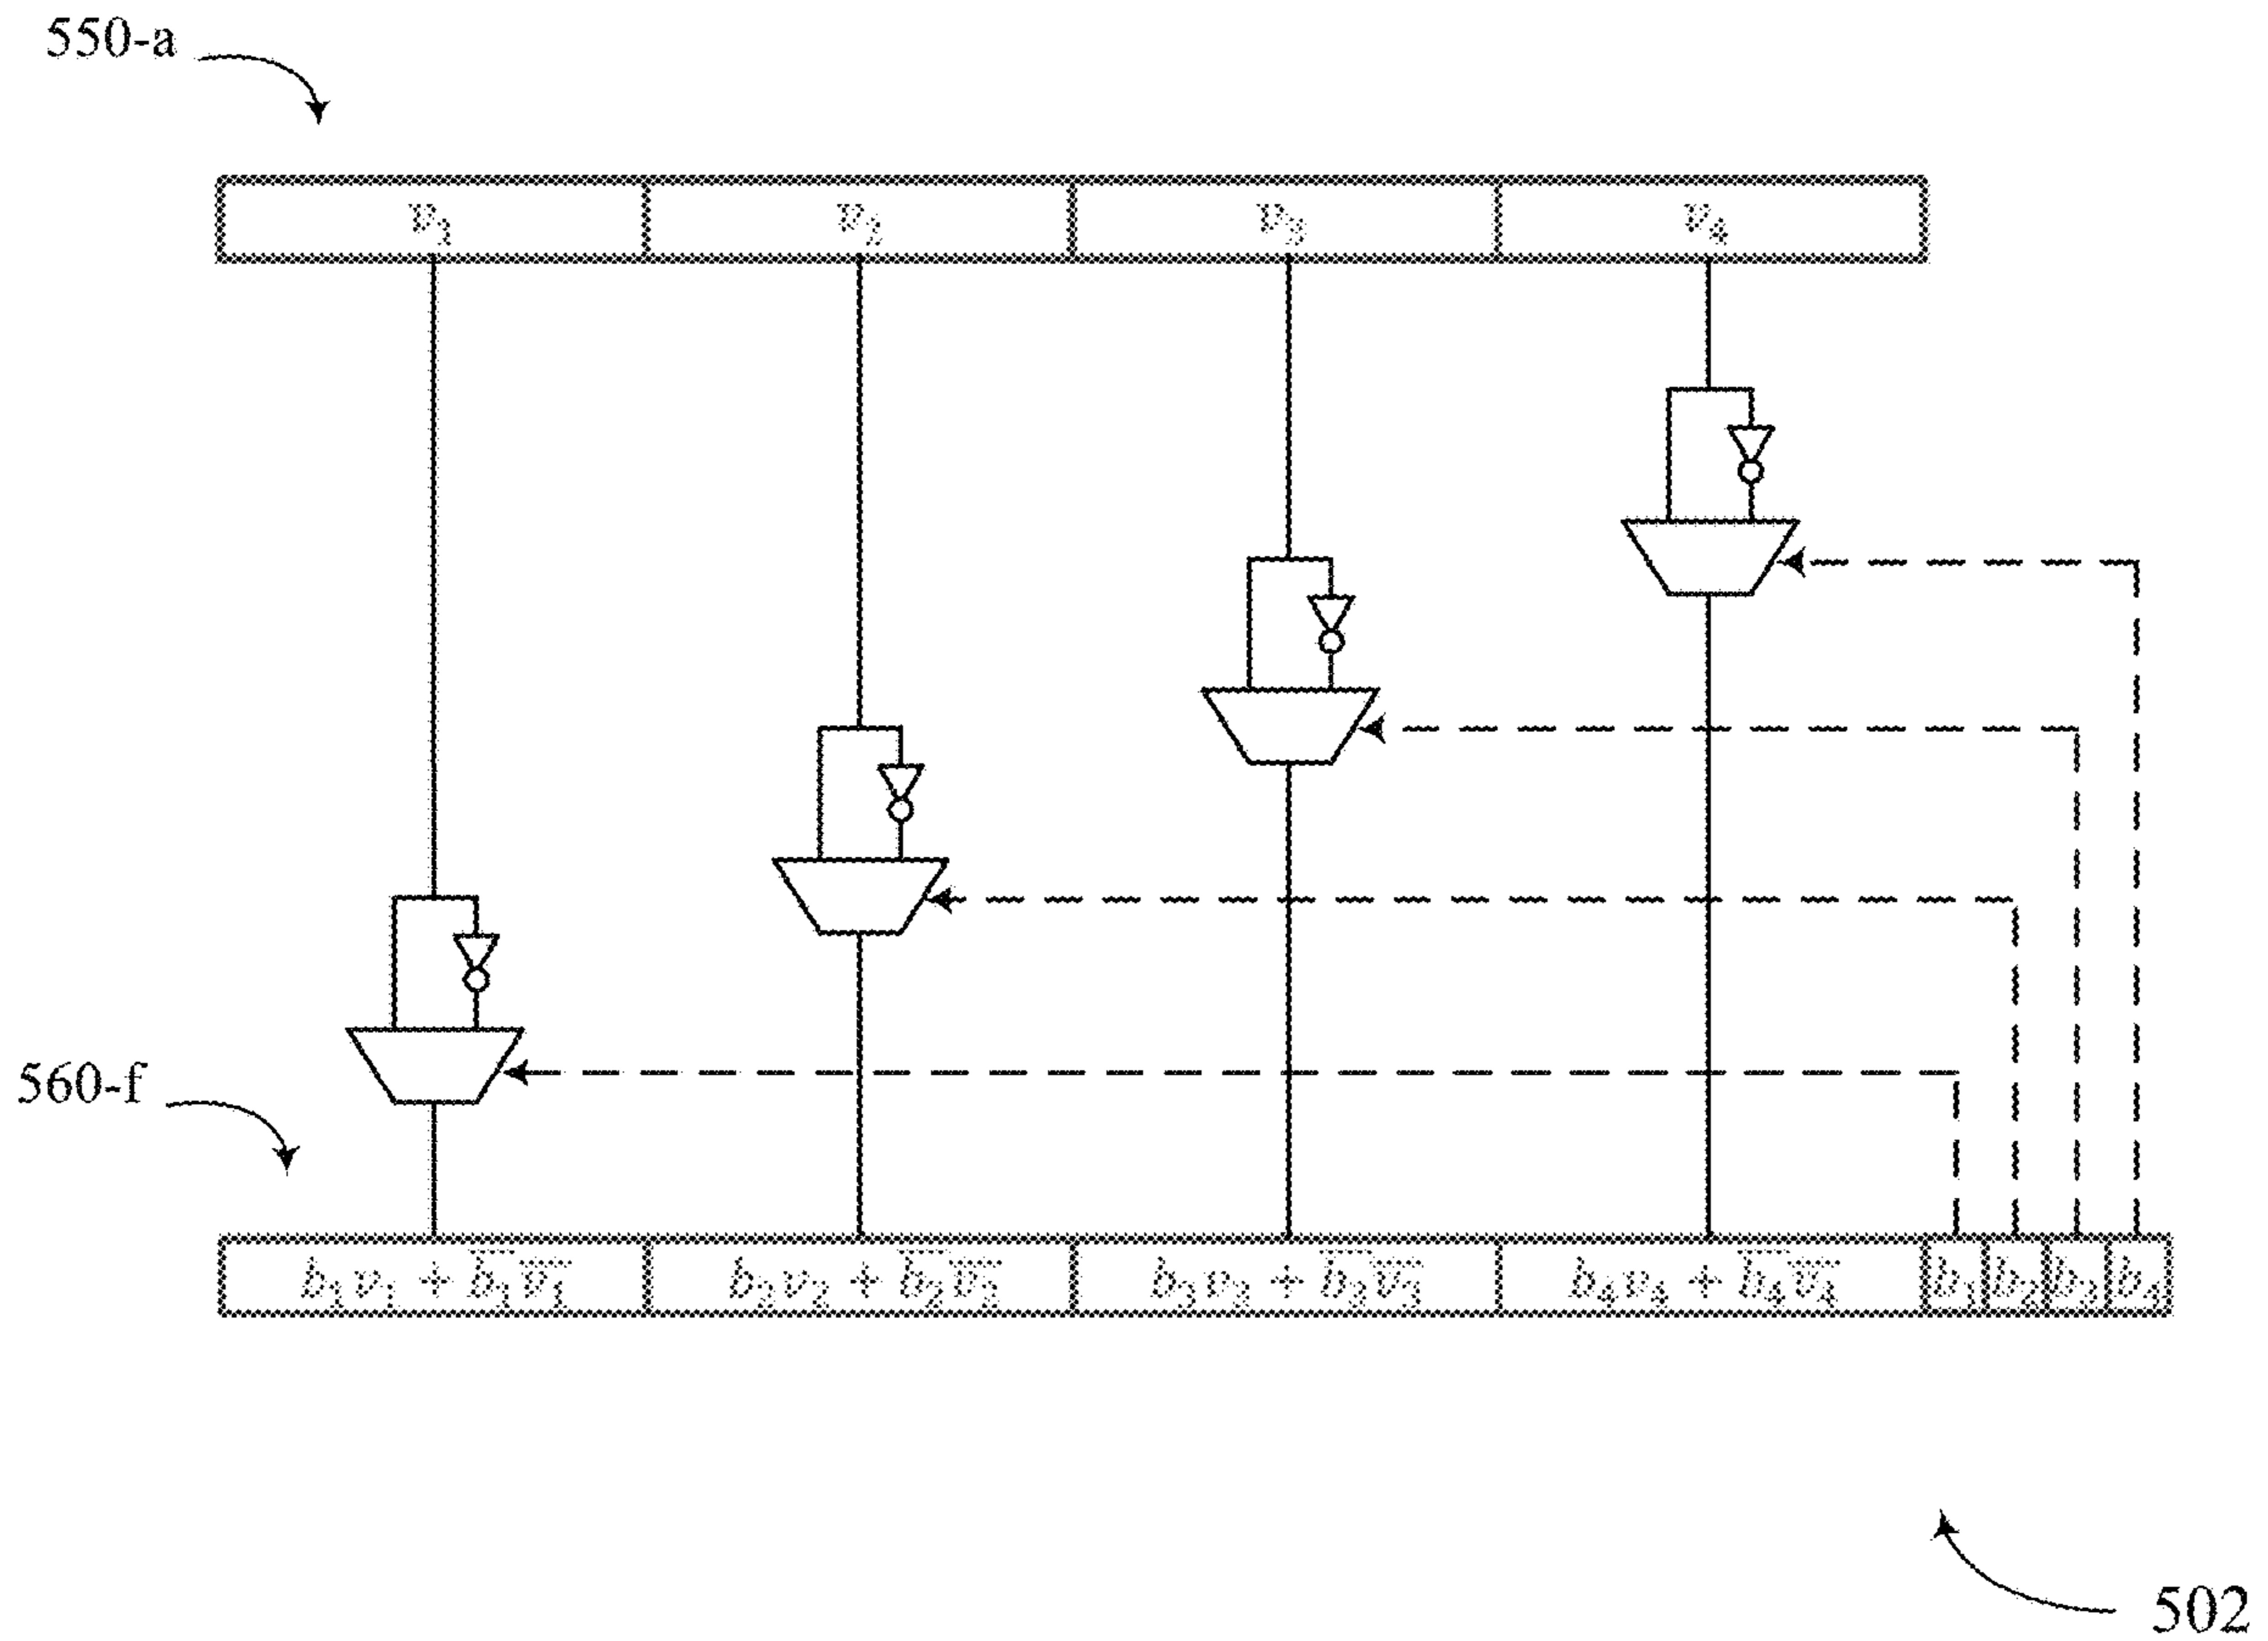 550-a
v₁ v₂ v₃ v₄
560-f
b₁v₁ + b̅₁v̅₁ b₂v₂ + b̅₂v̅₂ b₃v₃ + b̅₃v̅₃ b₄v₄ + b̅₄v̅₄ b₁ b₂ b₃ b₄
502